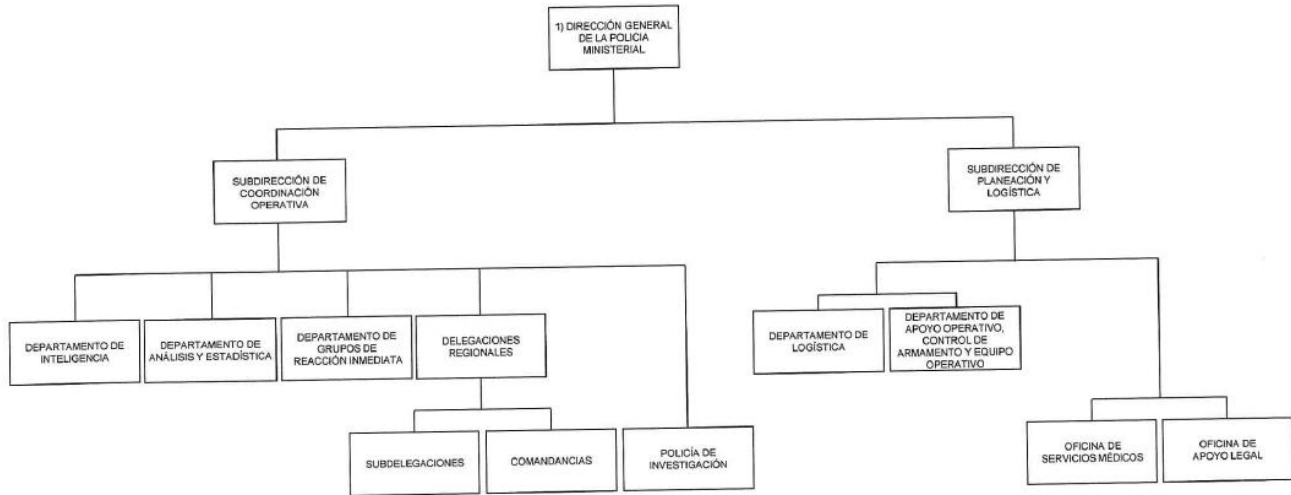 1) DIRECCIÓN GENERAL
DE LA POLICIA
MINISTERIAL
SUBDIRECCIÓN DE
COORDINACIÓN
OPERATIVA
SUBDIRECCIÓN DE
PLANEACIÓN Y
LOGÍSTICA
DEPARTAMENTO DE
INTELIGENCIA
DEPARTAMENTO DE
ANÁLISIS Y ESTADÍSTICA
DEPARTAMENTO DE
GRUPOS DE
REACCIÓN INMEDIATA
DELEGACIONES
REGIONALES
DEPARTAMENTO DE
LOGÍSTICA
DEPARTAMENTO DE
APOYO OPERATIVO,
CONTROL DE
ARMAMENTO Y EQUIPO
OPERATIVO
SUBDELEGACIONES
COMANDANCIAS
POLICÍA DE
INVESTIGACIÓN
OFICINA DE
SERVICIOS MÉDICOS
OFICINA DE
APOYO LEGAL